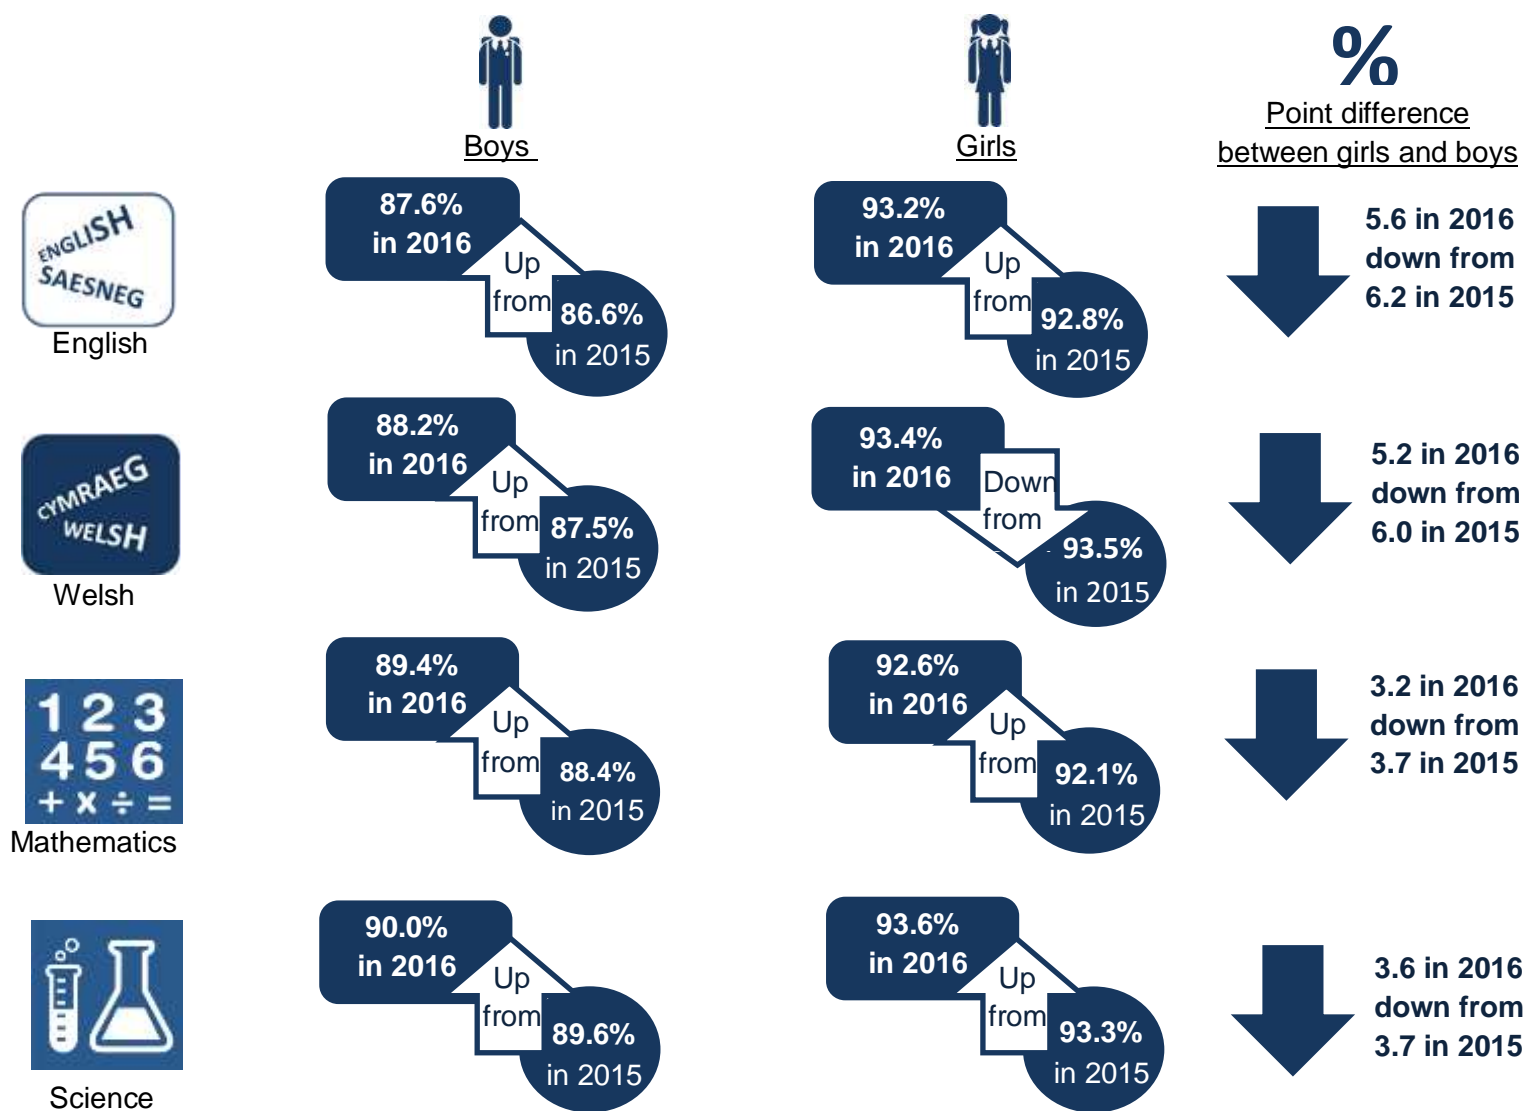 %
Boys
Girls
Point difference
between girls and boys
ENGLISH
SAESNEG
English
87.6%
in 2016
Up
from
86.6%
in 2015
93.2%
in 2016
Up
from
92.8%
in 2015
5.6 in 2016
down from
6.2 in 2015
CYMRAEG
WELSH
Welsh
88.2%
in 2016
Up
from
87.5%
in 2015
93.4%
in 2016
Down
from
93.5%
in 2015
5.2 in 2016
down from
6.0 in 2015
1 2 3
4 5 6
+ x ÷ =
Mathematics
89.4%
in 2016
Up
from
88.4%
in 2015
92.6%
in 2016
Up
from
92.1%
in 2015
3.2 in 2016
down from
3.7 in 2015
Science
90.0%
in 2016
Up
from
89.6%
in 2015
93.6%
in 2016
Up
from
93.3%
in 2015
3.6 in 2016
down from
3.7 in 2015